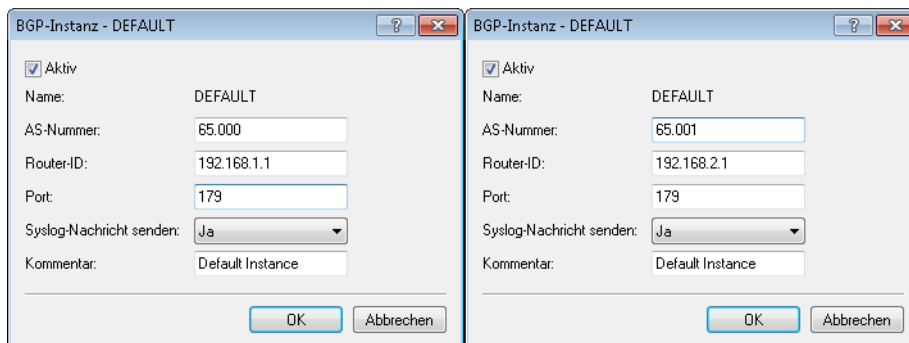 BGP-Instanz - DEFAULT
Aktiv
Name: DEFAULT
AS-Nummer: 65.000
Router-ID: 192.168.1.1
Port: 179
Syslog-Nachricht senden: Ja
Kommentar: Default Instance
OK Abbrechen
BGP-Instanz - DEFAULT
Aktiv
Name: DEFAULT
AS-Nummer: 65.001
Router-ID: 192.168.2.1
Port: 179
Syslog-Nachricht senden: Ja
Kommentar: Default Instance
OK Abbrechen